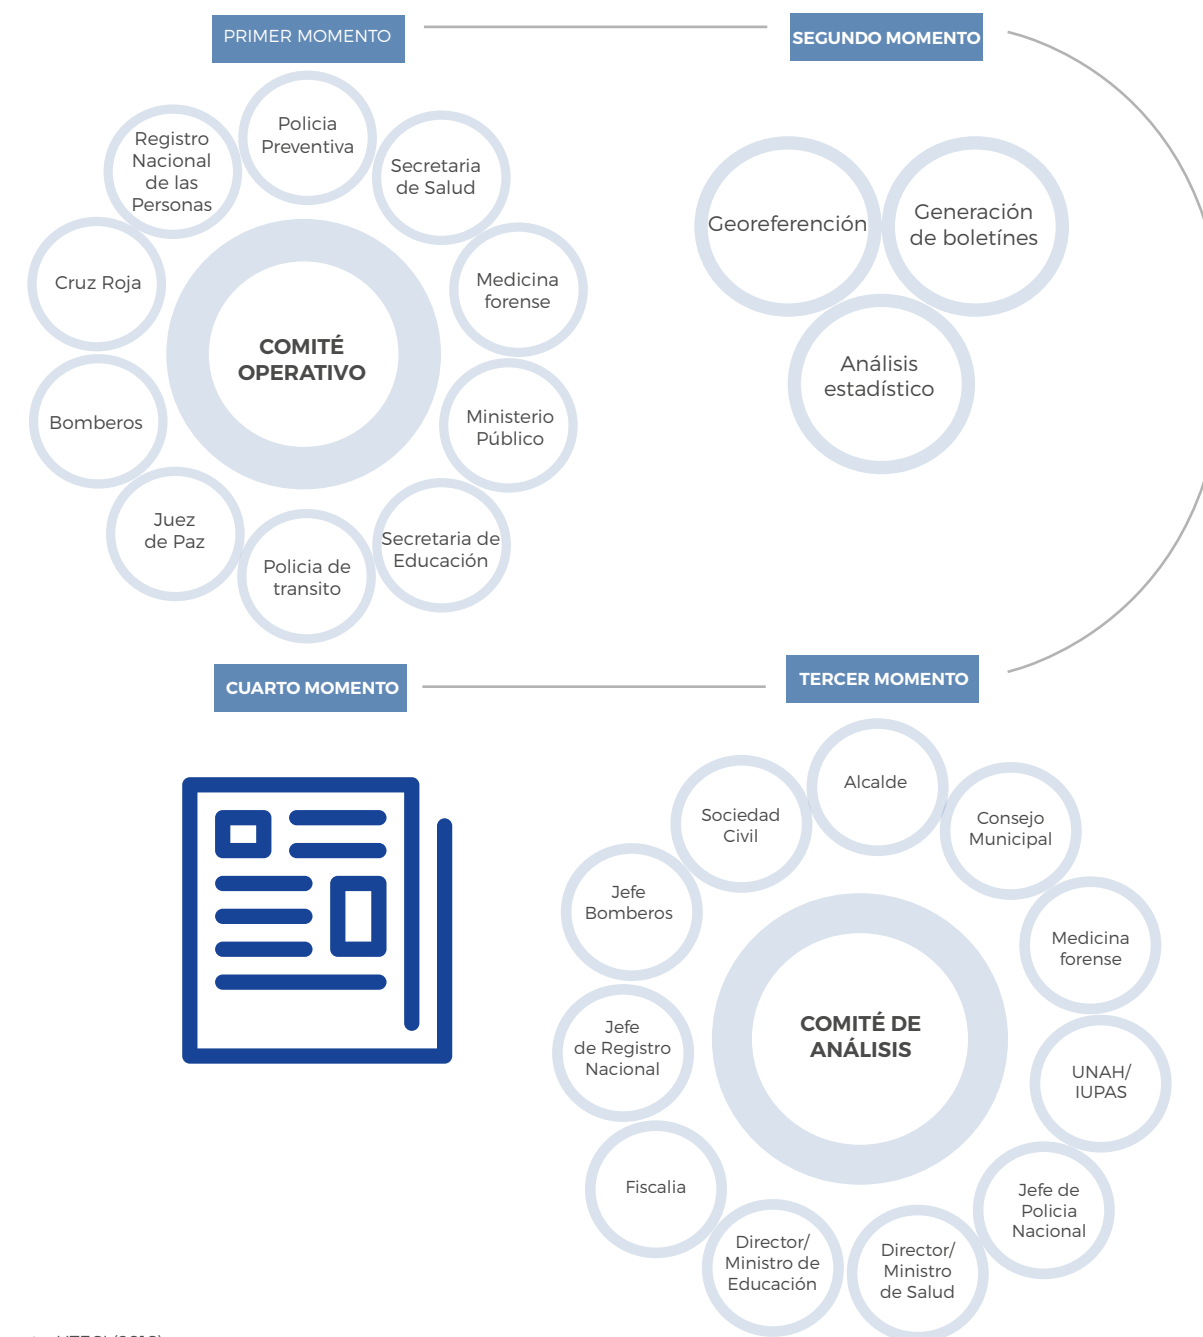 PRIMER MOMENTO
SEGUNDO MOMENTO
Policia
Preventiva
Registro
Nacional
de las
Personas
Secretaria
de Salud
Cruz Roja
Medicina
forense
COMITÉ
OPERATIVO
Bomberos
Ministerio
Público
Juez
de Paz
Policia de
transito
Secretaria de
Educación
Georeferención
Generación
de boletínes
Análisis
estadístico
CUARTO MOMENTO
TERCER MOMENTO
Alcalde
Sociedad
Civil
Consejo
Municipal
Jefe
Bomberos
Medicina
forense
Jefe
de Registro
Nacional
COMITÉ DE
ANÁLISIS
UNAH/
IUPAS
Fiscalia
Jefe de
Policia
Nacional
Director/
Ministro de
Educación
Director/
Ministro
de Salud